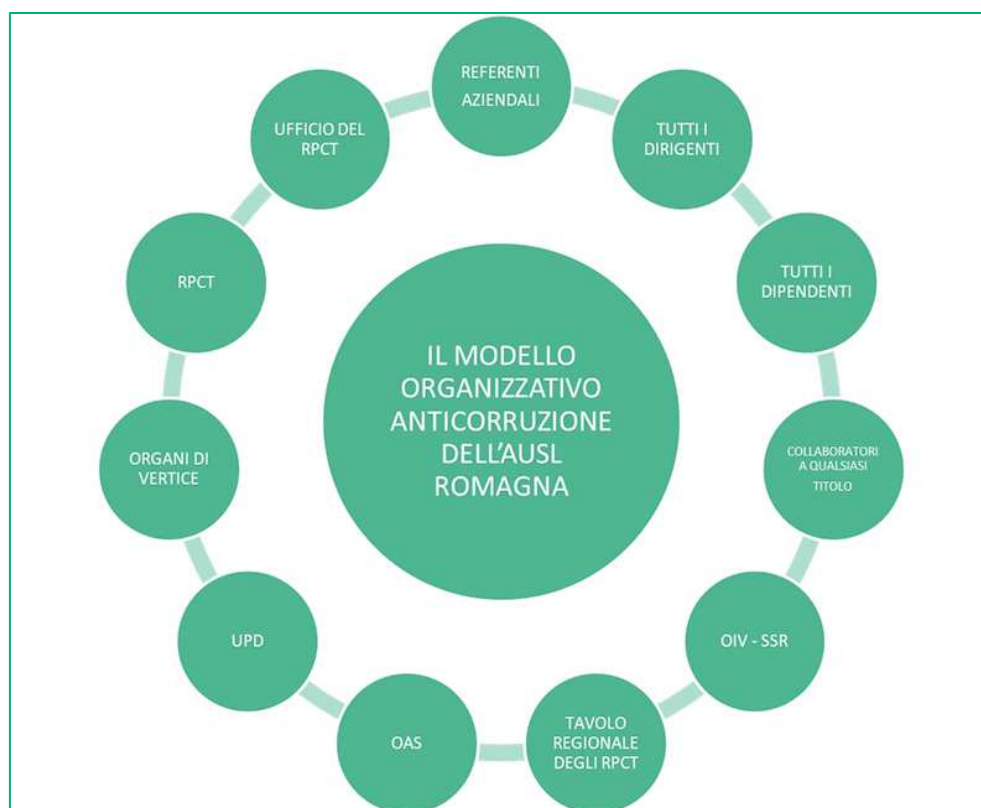 REFERENTI
AZIENDALI
TUTTI I
DIRIGENTI
TUTTI I
DIPENDENTI
COLLABORATORI
A QUALSIASI
TITOLO
OIV - SSR
TAVOLO
REGIONALE
DEGLI RPCT
OAS
UPD
ORGANI DI
VERTICE
RPCT
UFFICIO DEL
RPCT
IL MODELLO
ORGANIZZATIVO
ANTICORRUZIONE
DELL'AUSL
ROMAGNA